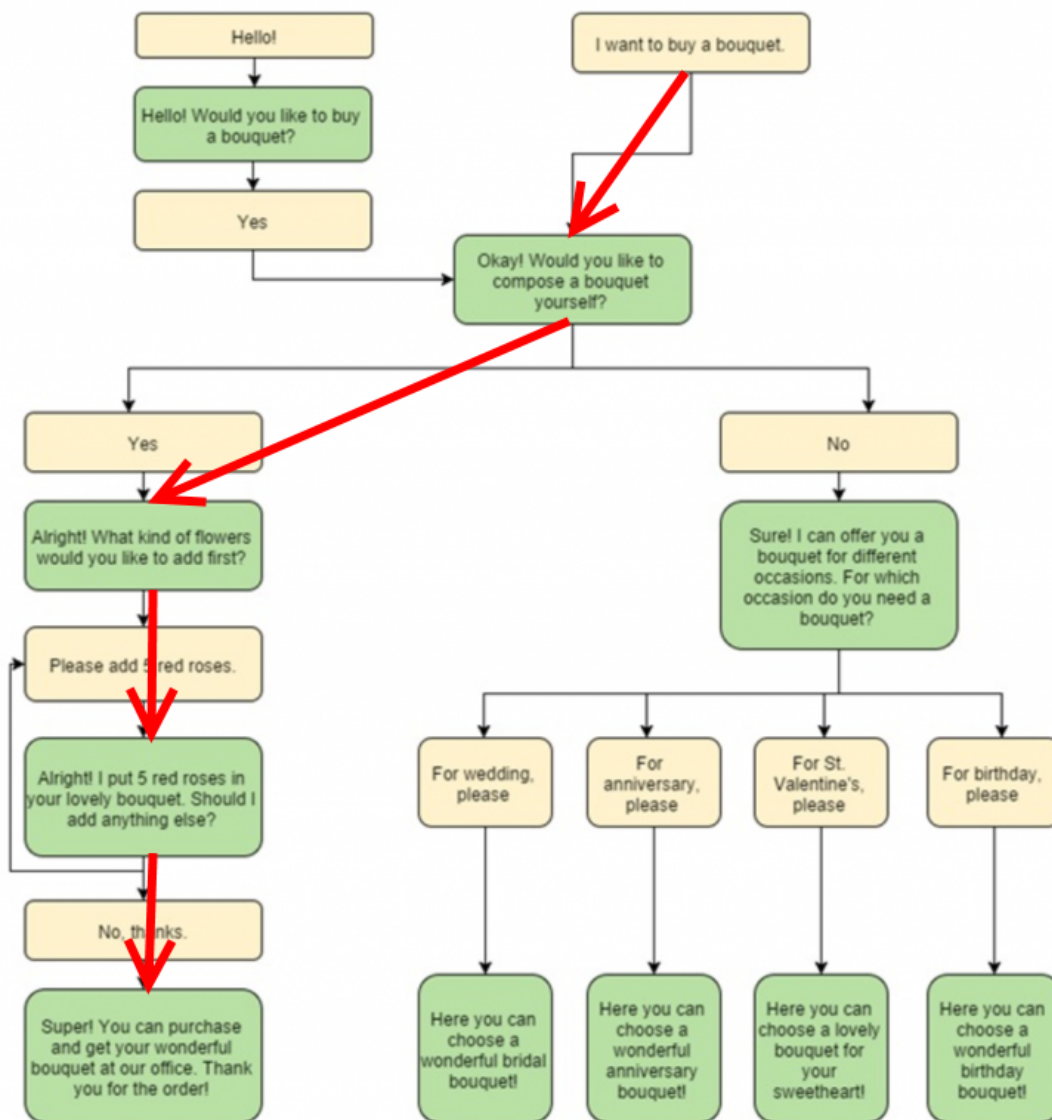 Hello!
I want to buy a bouquet.
Hello! Would you like to buy
a bouquet?
Yes
Okay! Would you like to
compose a bouquet
yourself?
Yes
No
Alright! What kind of flowers
would you like to add first?
Sure! I can offer you a
bouquet for different
occasions. For which
occasion do you need a
bouquet?
Please add 5 red roses.
Alright! I put 5 red roses in
your lovely bouquet. Should I
add anything else?
For wedding,
please
For
anniversary,
please
For St.
Valentine's,
please
For birthday,
please
No, thanks.
Super! You can purchase
and get your wonderful
bouquet at our office. Thank
you for the order!
Here you can
choose a
wonderful bridal
bouquet!
Here you can
choose a
wonderful
anniversary
bouquet!
Here you can
choose a lovely
bouquet for
your
sweetheart!
Here you can
choose a
wonderful
birthday
bouquet!